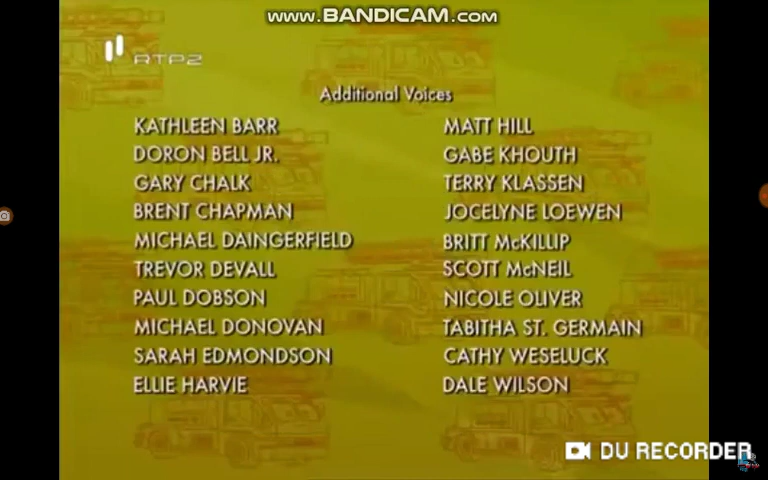 www.BANDICAM.com
RTP2
Additional Voices
KATHLEEN BARR
DORON BELL JR.
GARY CHALK
BRENT CHAPMAN
MICHAEL DAINGERFIELD
TREVOR DEVALL
PAUL DOBSON
MICHAEL DONOVAN
SARAH EDMONDSON
ELLIE HARVIE
MATT HILL
GABE KHOUTH
TERRY KLASSEN
JOCELYNE LOEWEN
BRITT McKILLIP
SCOTT McNEIL
NICOLE OLIVER
TABITHA ST. GERMAIN
CATHY WESELUCK
DALE WILSON
DU RECORDER